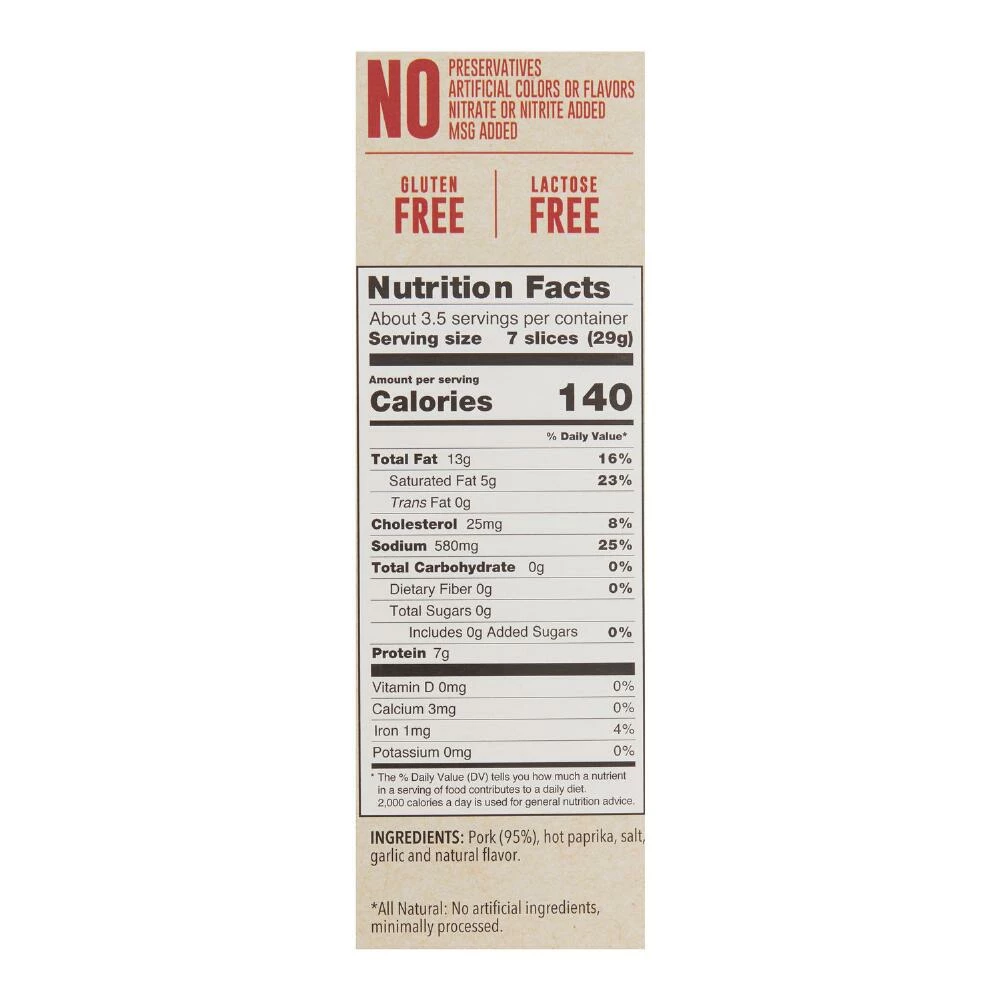 NO
PRESERVATIVES
ARTIFICIAL COLORS OR FLAVORS
NITRATE OR NITRITE ADDED
MSG ADDED
GLUTEN
FREE
LACTOSE
FREE
Nutrition Facts
About 3.5 servings per container
Serving size 7 slices (29g)
Amount per serving
Calories 140
% Daily Value*
Total Fat 13g 16%
Saturated Fat 5g 23%
Trans Fat 0g
Cholesterol 25mg 8%
Sodium 580mg 25%
Total Carbohydrate 0g 0%
Dietary Fiber 0g 0%
Total Sugars 0g
Includes 0g Added Sugars 0%
Protein 7g
Vitamin D 0mg 0%
Calcium 3mg 0%
Iron 1mg 4%
Potassium 0mg 0%
* The % Daily Value (DV) tells you how much a nutrient
in a serving of food contributes to a daily diet.
2,000 calories a day is used for general nutrition advice.
INGREDIENTS: Pork (95%), hot paprika, salt,
garlic and natural flavor.
*All Natural: No artificial ingredients,
minimally processed.